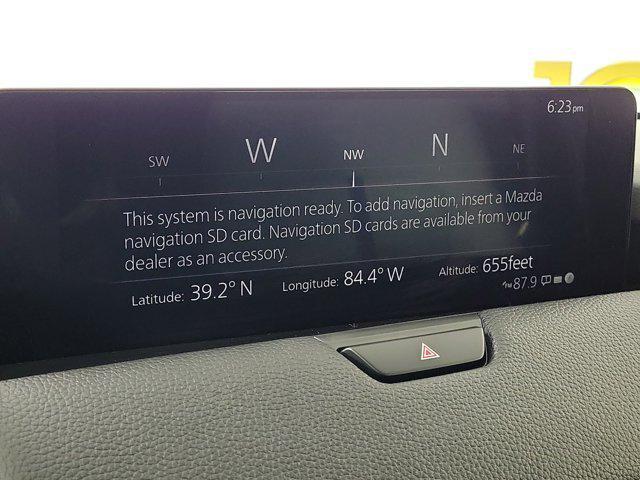 6:23pm
SW W NW N NE
This system is navigation ready. To add navigation, insert a Mazda
navigation SD card. Navigation SD cards are available from your
dealer as an accessory.
Latitude: 39.2° N Longitude: 84.4° W Altitude: 655feet
FM 87.9